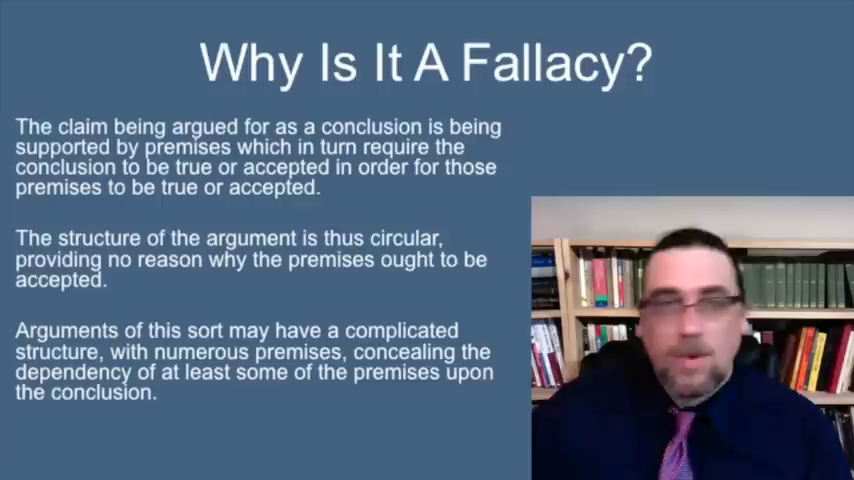 Why Is It A Fallacy?
The claim being argued for as a conclusion is being
supported by premises which in turn require the
conclusion to be true or accepted in order for those
premises to be true or accepted.
The structure of the argument is thus circular,
providing no reason why the premises ought to be
accepted.
Arguments of this sort may have a complicated
structure, with numerous premises, concealing the
dependency of at least some of the premises upon
the conclusion.